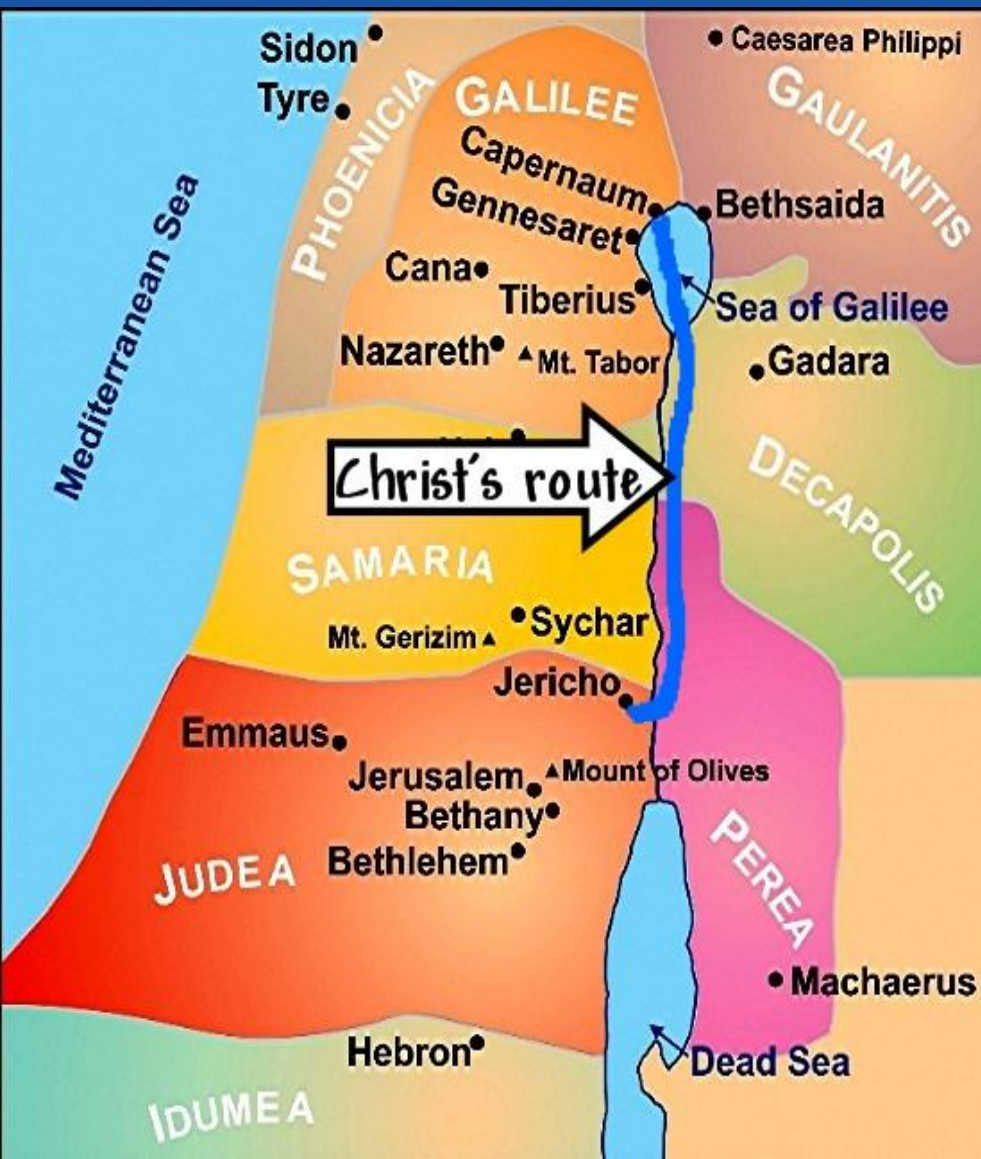 Sidon
Caesarea Philippi
Tyre
PHOENICIA
GALILEE
GAULANITIS
Capernaum
Gennesaret
Bethsaida
Mediterranean Sea
Cana
Tiberius
Sea of Galilee
Nazareth
Mt. Tabor
Gadara
Christ's route
DECAPOLIS
SAMARIA
Sychar
Mt. Gerizim
Jericho
Emmaus
Jerusalem
Mount of Olives
Bethany
Bethlehem
JUDEA
PEREA
Machaerus
Hebron
Dead Sea
IDUMEA